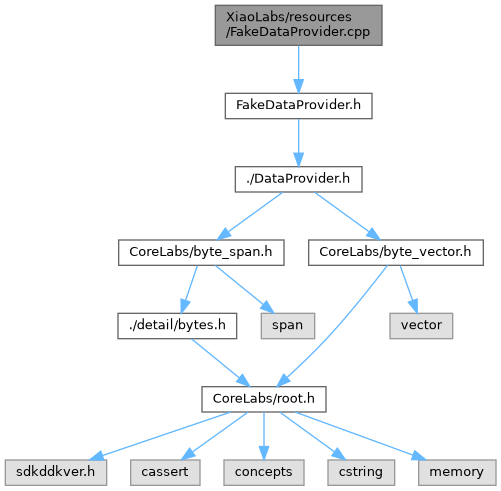 XiaoLabs/resources
/FakeDataProvider.cpp
FakeDataProvider.h
./DataProvider.h
CoreLabs/byte_span.h
CoreLabs/byte_vector.h
./detail/bytes.h
span
vector
CoreLabs/root.h
sdkddkver.h
cassert
concepts
cstring
memory